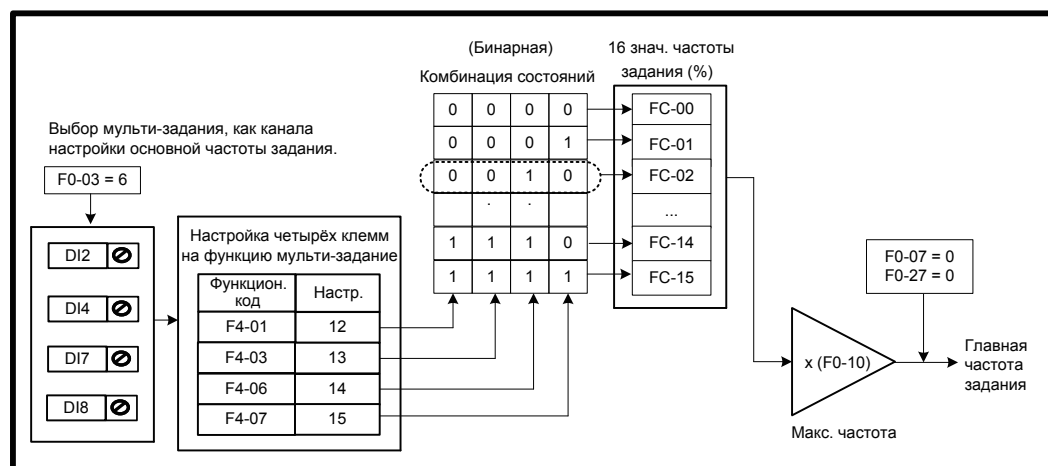 (Бинарная)
Комбинация состояний
16 знач. частоты
задания (%)
Выбор мульти-задания, как канала
настройки основной частоты задания.
F0-03 = 6
DI2
DI4
DI7
DI8
Настройка четырёх клемм
на функцию мульти-задание
Функцион. код Настр.
F4-01 12
F4-03 13
F4-06 14
F4-07 15
0 0 0 0
0 0 0 1
0 0 1 0
. .
1 1 1 0
1 1 1 1
FC-00
FC-01
FC-02
...
FC-14
FC-15
F0-07 = 0
F0-27 = 0
x (F0-10)
Макс. частота
Главная
частота
задания